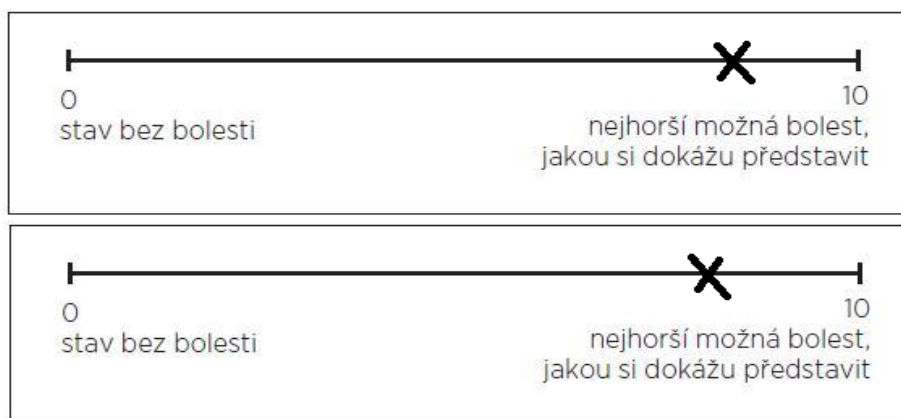 0
10
stav bez bolesti
nejhorší možná bolest,
jakou si dokážu představit
0
10
stav bez bolesti
nejhorší možná bolest,
jakou si dokážu představit